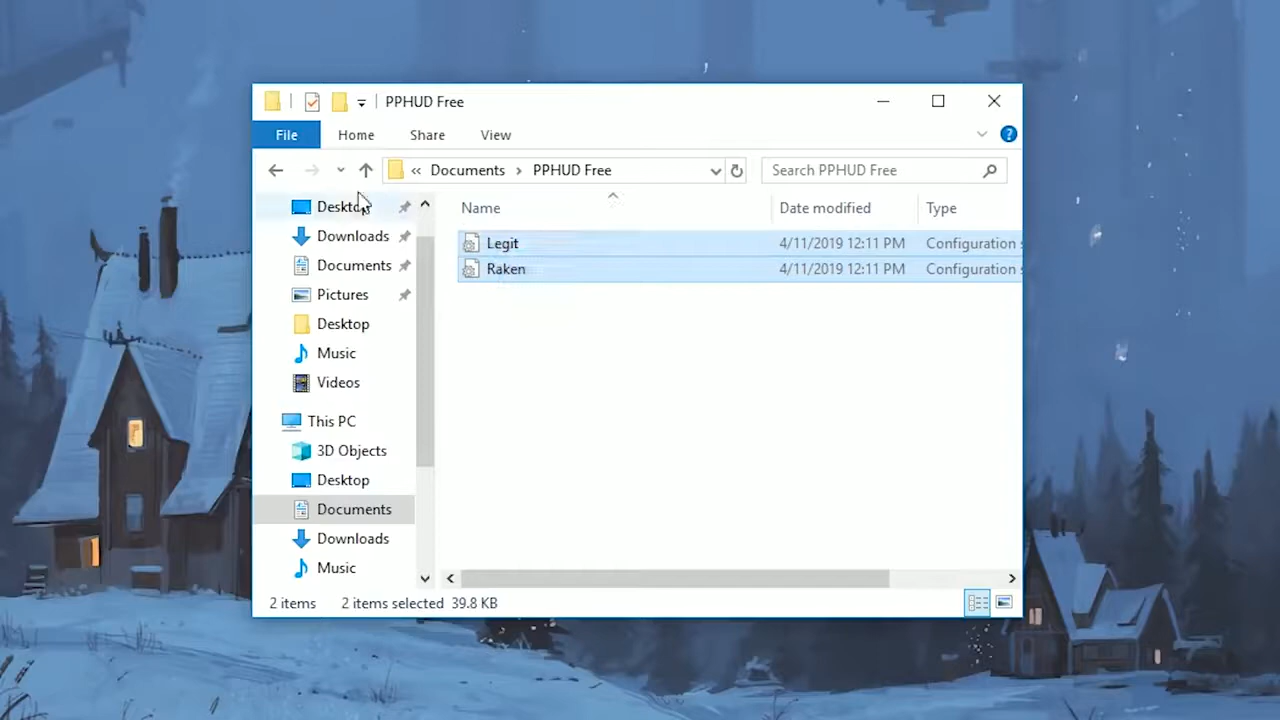 PPHUD Free
File Home Share View
« Documents > PPHUD Free
Search PPHUD Free
Name Date modified Type
Legit 4/11/2019 12:11 PM Configuration s
Raken 4/11/2019 12:11 PM Configuration s
Desktop
Downloads
Documents
Pictures
Desktop
Music
Videos
This PC
3D Objects
Desktop
Documents
Downloads
Music
2 items 2 items selected 39.8 KB